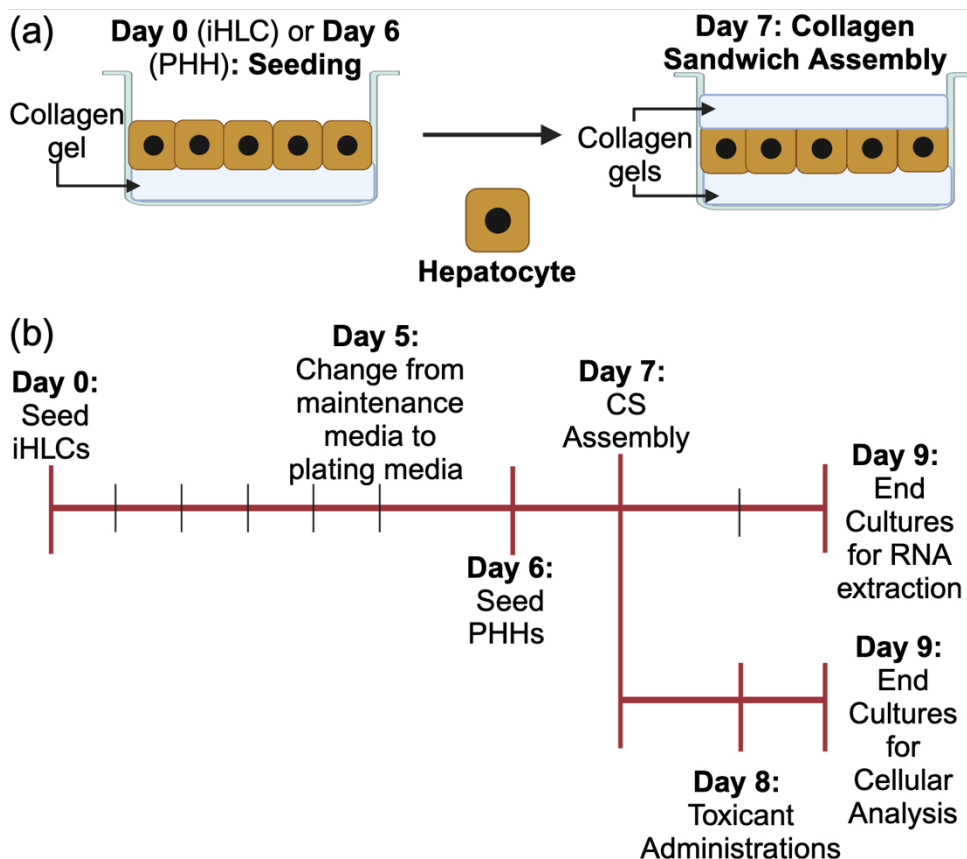 (a)
Day 0 (iHLC) or Day 6
(PHH): Seeding
Day 7: Collagen
Sandwich Assembly
Collagen
gel
Collagen
gels
Hepatocyte
(b)
Day 0:
Seed
iHLCs
Day 5:
Change from
maintenance
media to
plating media
Day 6:
Seed
PHHs
Day 7:
CS
Assembly
Day 9:
End
Cultures
for RNA
extraction
Day 8:
Toxicant
Administrations
Day 9:
End
Cultures
for
Cellular
Analysis